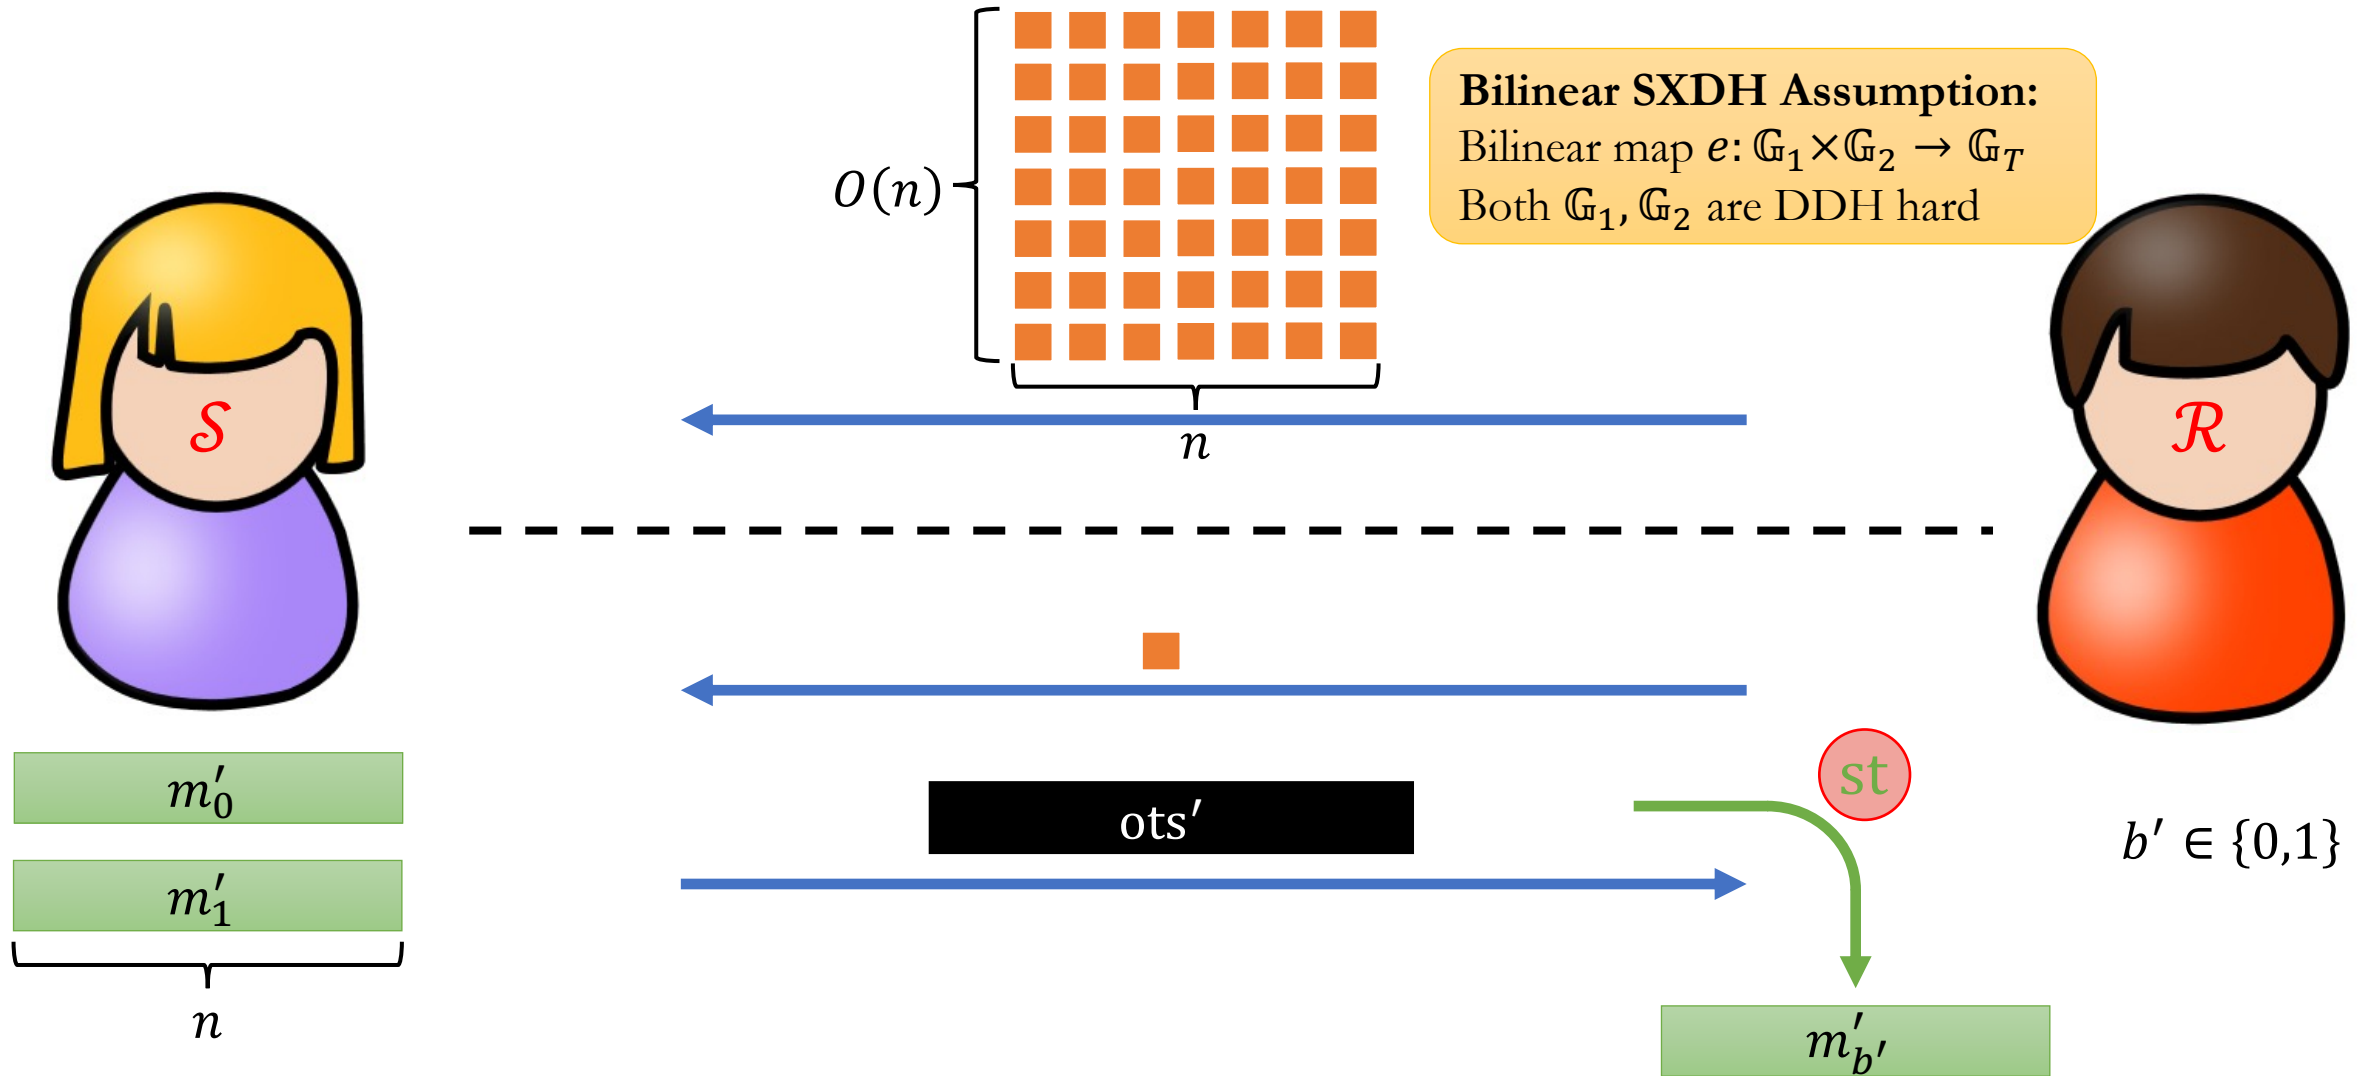 Bilinear SXDH Assumption:
Bilinear map e: 𝔾₁×𝔾₂ → 𝔾_T
Both 𝔾₁, 𝔾₂ are DDH hard
O(n)
n
𝒮
ℛ
m′₀
m′₁
n
ots′
st
b′ ∈ {0,1}
m′_b′